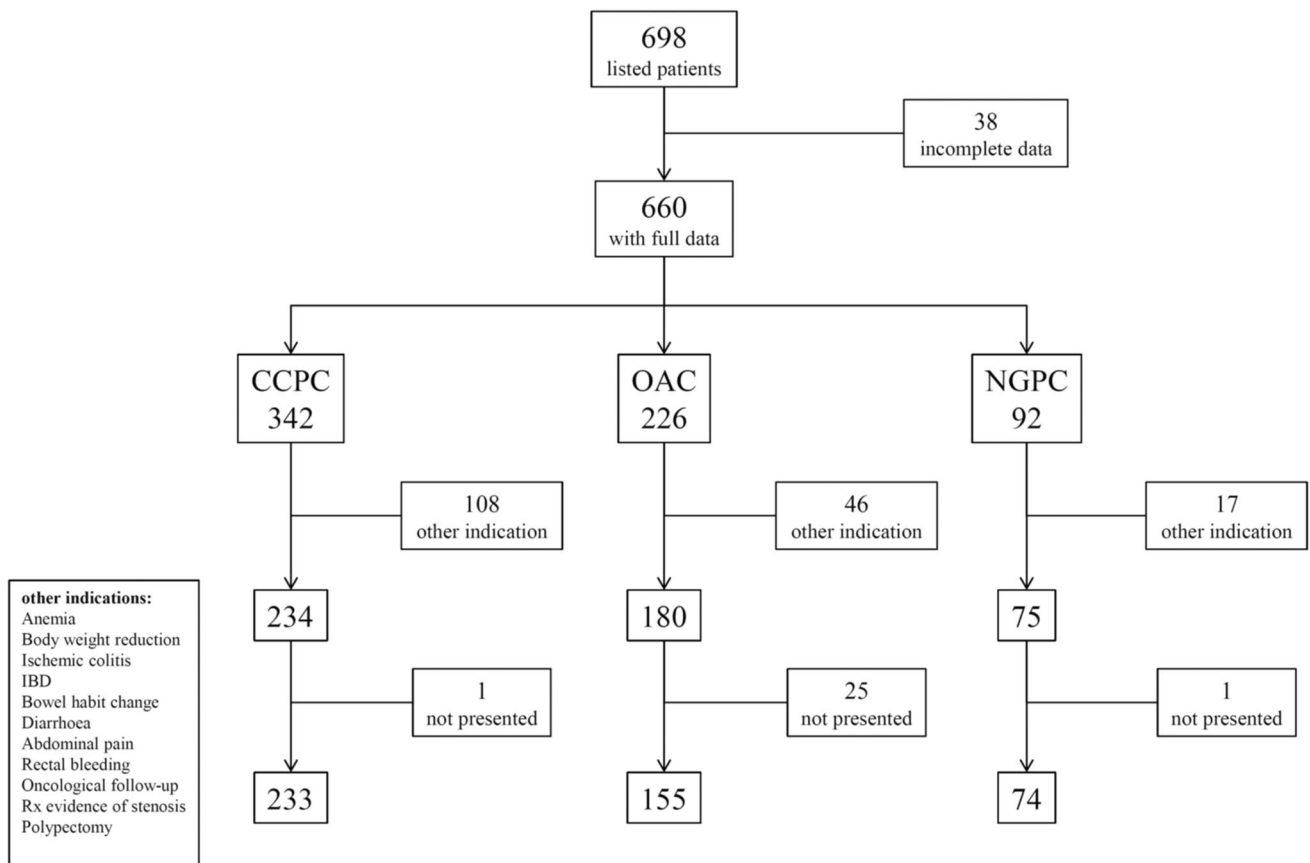 698
listed patients
38
incomplete data
660
with full data
CCPC
342
OAC
226
NGPC
92
108
other indication
46
other indication
17
other indication
234
180
75
1
not presented
25
not presented
1
not presented
233
155
74
other indications:
Anemia
Body weight reduction
Ischemic colitis
IBD
Bowel habit change
Diarrhoea
Abdominal pain
Rectal bleeding
Oncological follow-up
Rx evidence of stenosis
Polypectomy